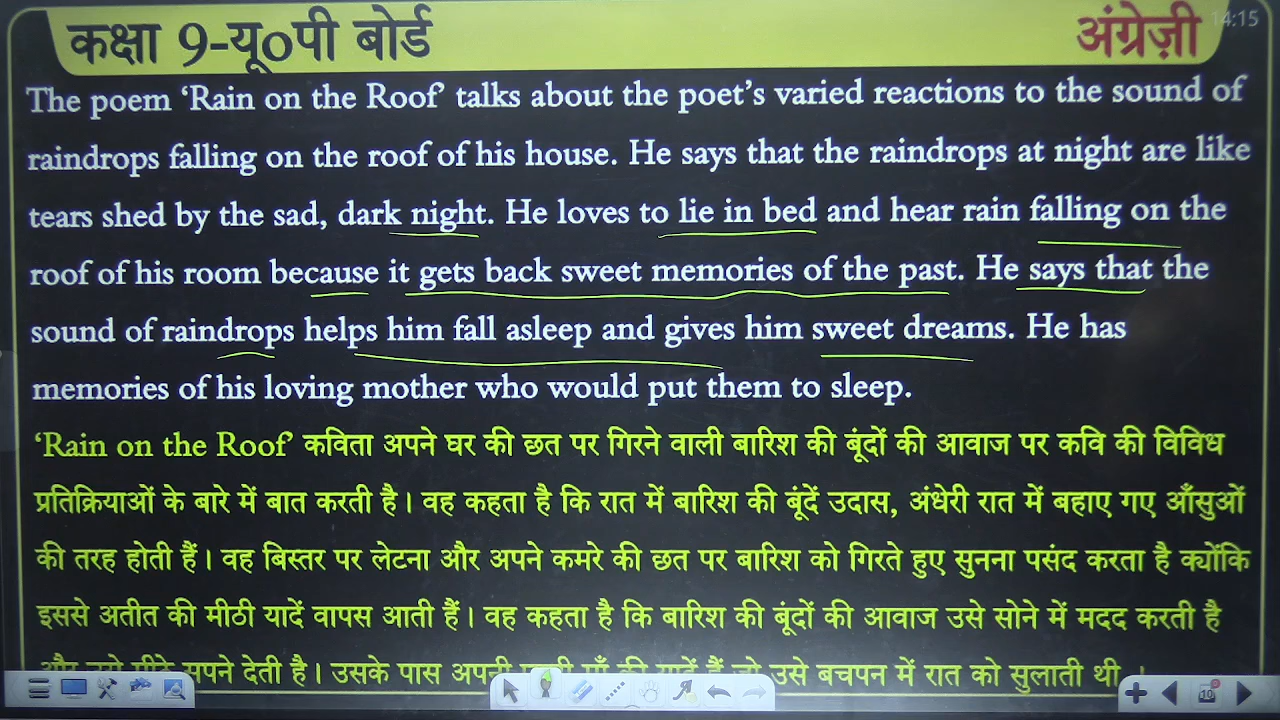 कक्षा 9-यू०पी बोर्ड
अंग्रेज़ी
14:15
The poem ‘Rain on the Roof’ talks about the poet’s varied reactions to the sound of
raindrops falling on the roof of his house. He says that the raindrops at night are like
tears shed by the sad, dark night. He loves to lie in bed and hear rain falling on the
roof of his room because it gets back sweet memories of the past. He says that the
sound of raindrops helps him fall asleep and gives him sweet dreams. He has
memories of his loving mother who would put them to sleep.
‘Rain on the Roof’ कविता अपने घर की छत पर गिरने वाली बारिश की बूंदों की आवाज पर कवि की विविध
प्रतिक्रियाओं के बारे में बात करती है। वह कहता है कि रात में बारिश की बूंदें उदास, अंधेरी रात में बहाए गए आँसुओं
की तरह होती हैं। वह बिस्तर पर लेटना और अपने कमरे की छत पर बारिश को गिरते हुए सुनना पसंद करता है क्योंकि
इससे अतीत की मीठी यादें वापस आती हैं। वह कहता है कि बारिश की बूंदों की आवाज उसे सोने में मदद करती है
सपने देती है। उसके पास अपनी उसे बचपन में रात को सुलाती थी ।
10